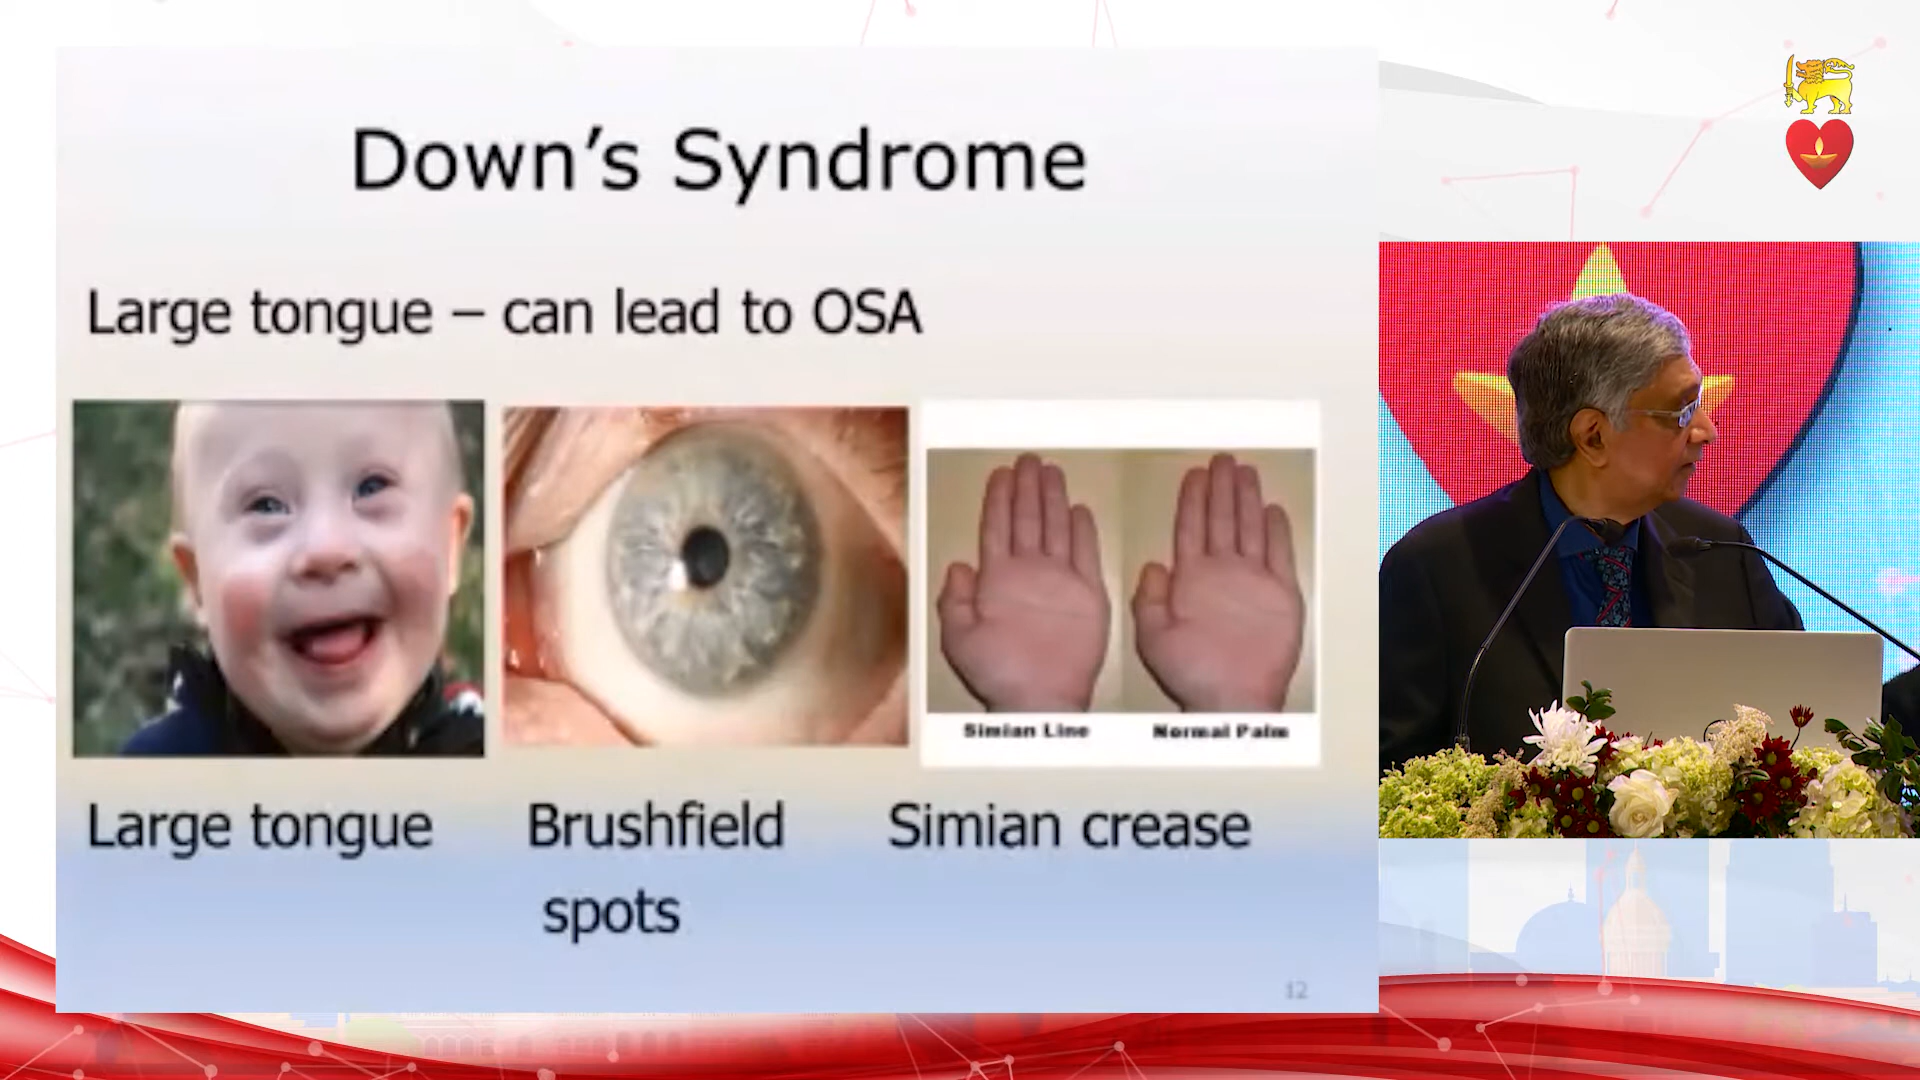 Down’s Syndrome
Large tongue – can lead to OSA
Simian Line
Normal Palm
Large tongue
Brushfield
spots
Simian crease
12